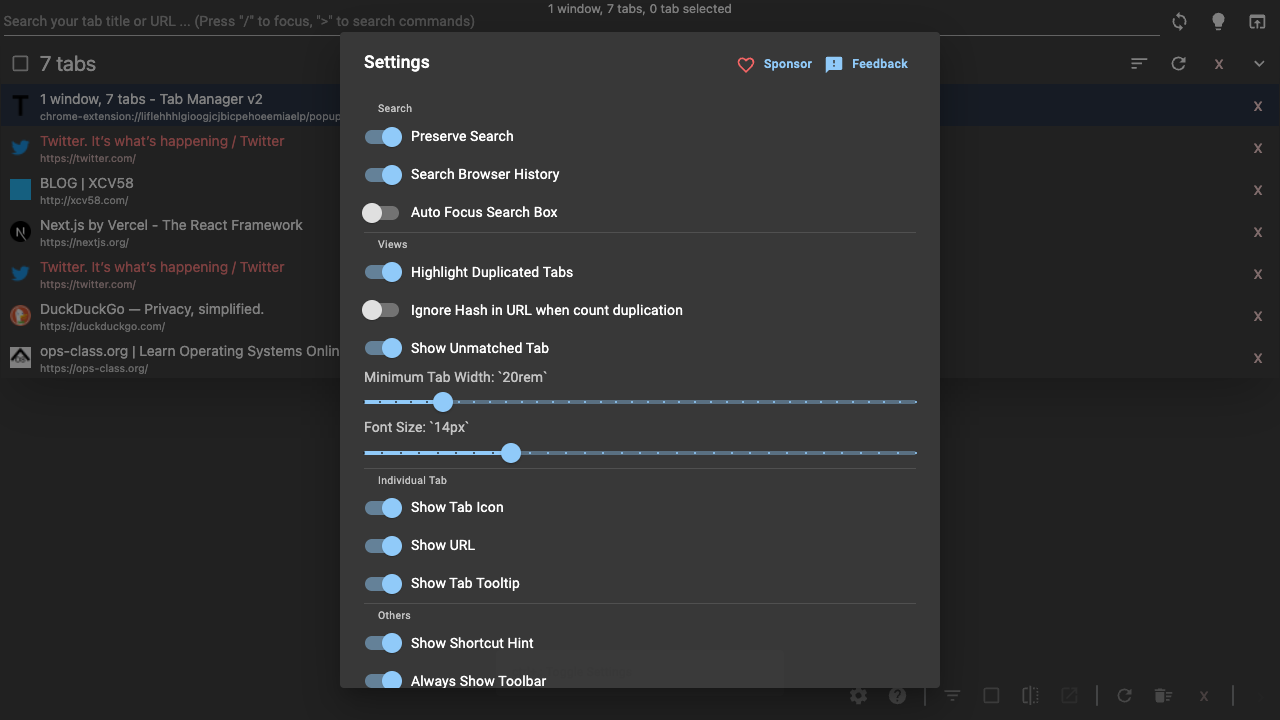 1 window, 7 tabs, 0 tab selected
Search your tab title or URL ... (Press "/" to focus, ">" to search commands)
7 tabs
X
1 window, 7 tabs - Tab Manager v2
chrome-extension://liflehhhlgioogjcjbicpehoeemiaelp/popup
X
Twitter. It's what's happening / Twitter
https://twitter.com/
X
BLOG | XCV58
http://xcv58.com/
X
Next.js by Vercel - The React Framework
https://nextjs.org/
X
Twitter. It's what's happening / Twitter
https://twitter.com/
X
DuckDuckGo — Privacy, simplified.
https://duckduckgo.com/
X
ops-class.org | Learn Operating Systems Onlin
https://ops-class.org/
X
Settings
Sponsor
Feedback
Search
Preserve Search
Search Browser History
Auto Focus Search Box
Views
Highlight Duplicated Tabs
Ignore Hash in URL when count duplication
Show Unmatched Tab
Minimum Tab Width: `20rem`
Font Size: `14px`
Individual Tab
Show Tab Icon
Show URL
Show Tab Tooltip
Others
Show Shortcut Hint
Always Show Toolbar
X